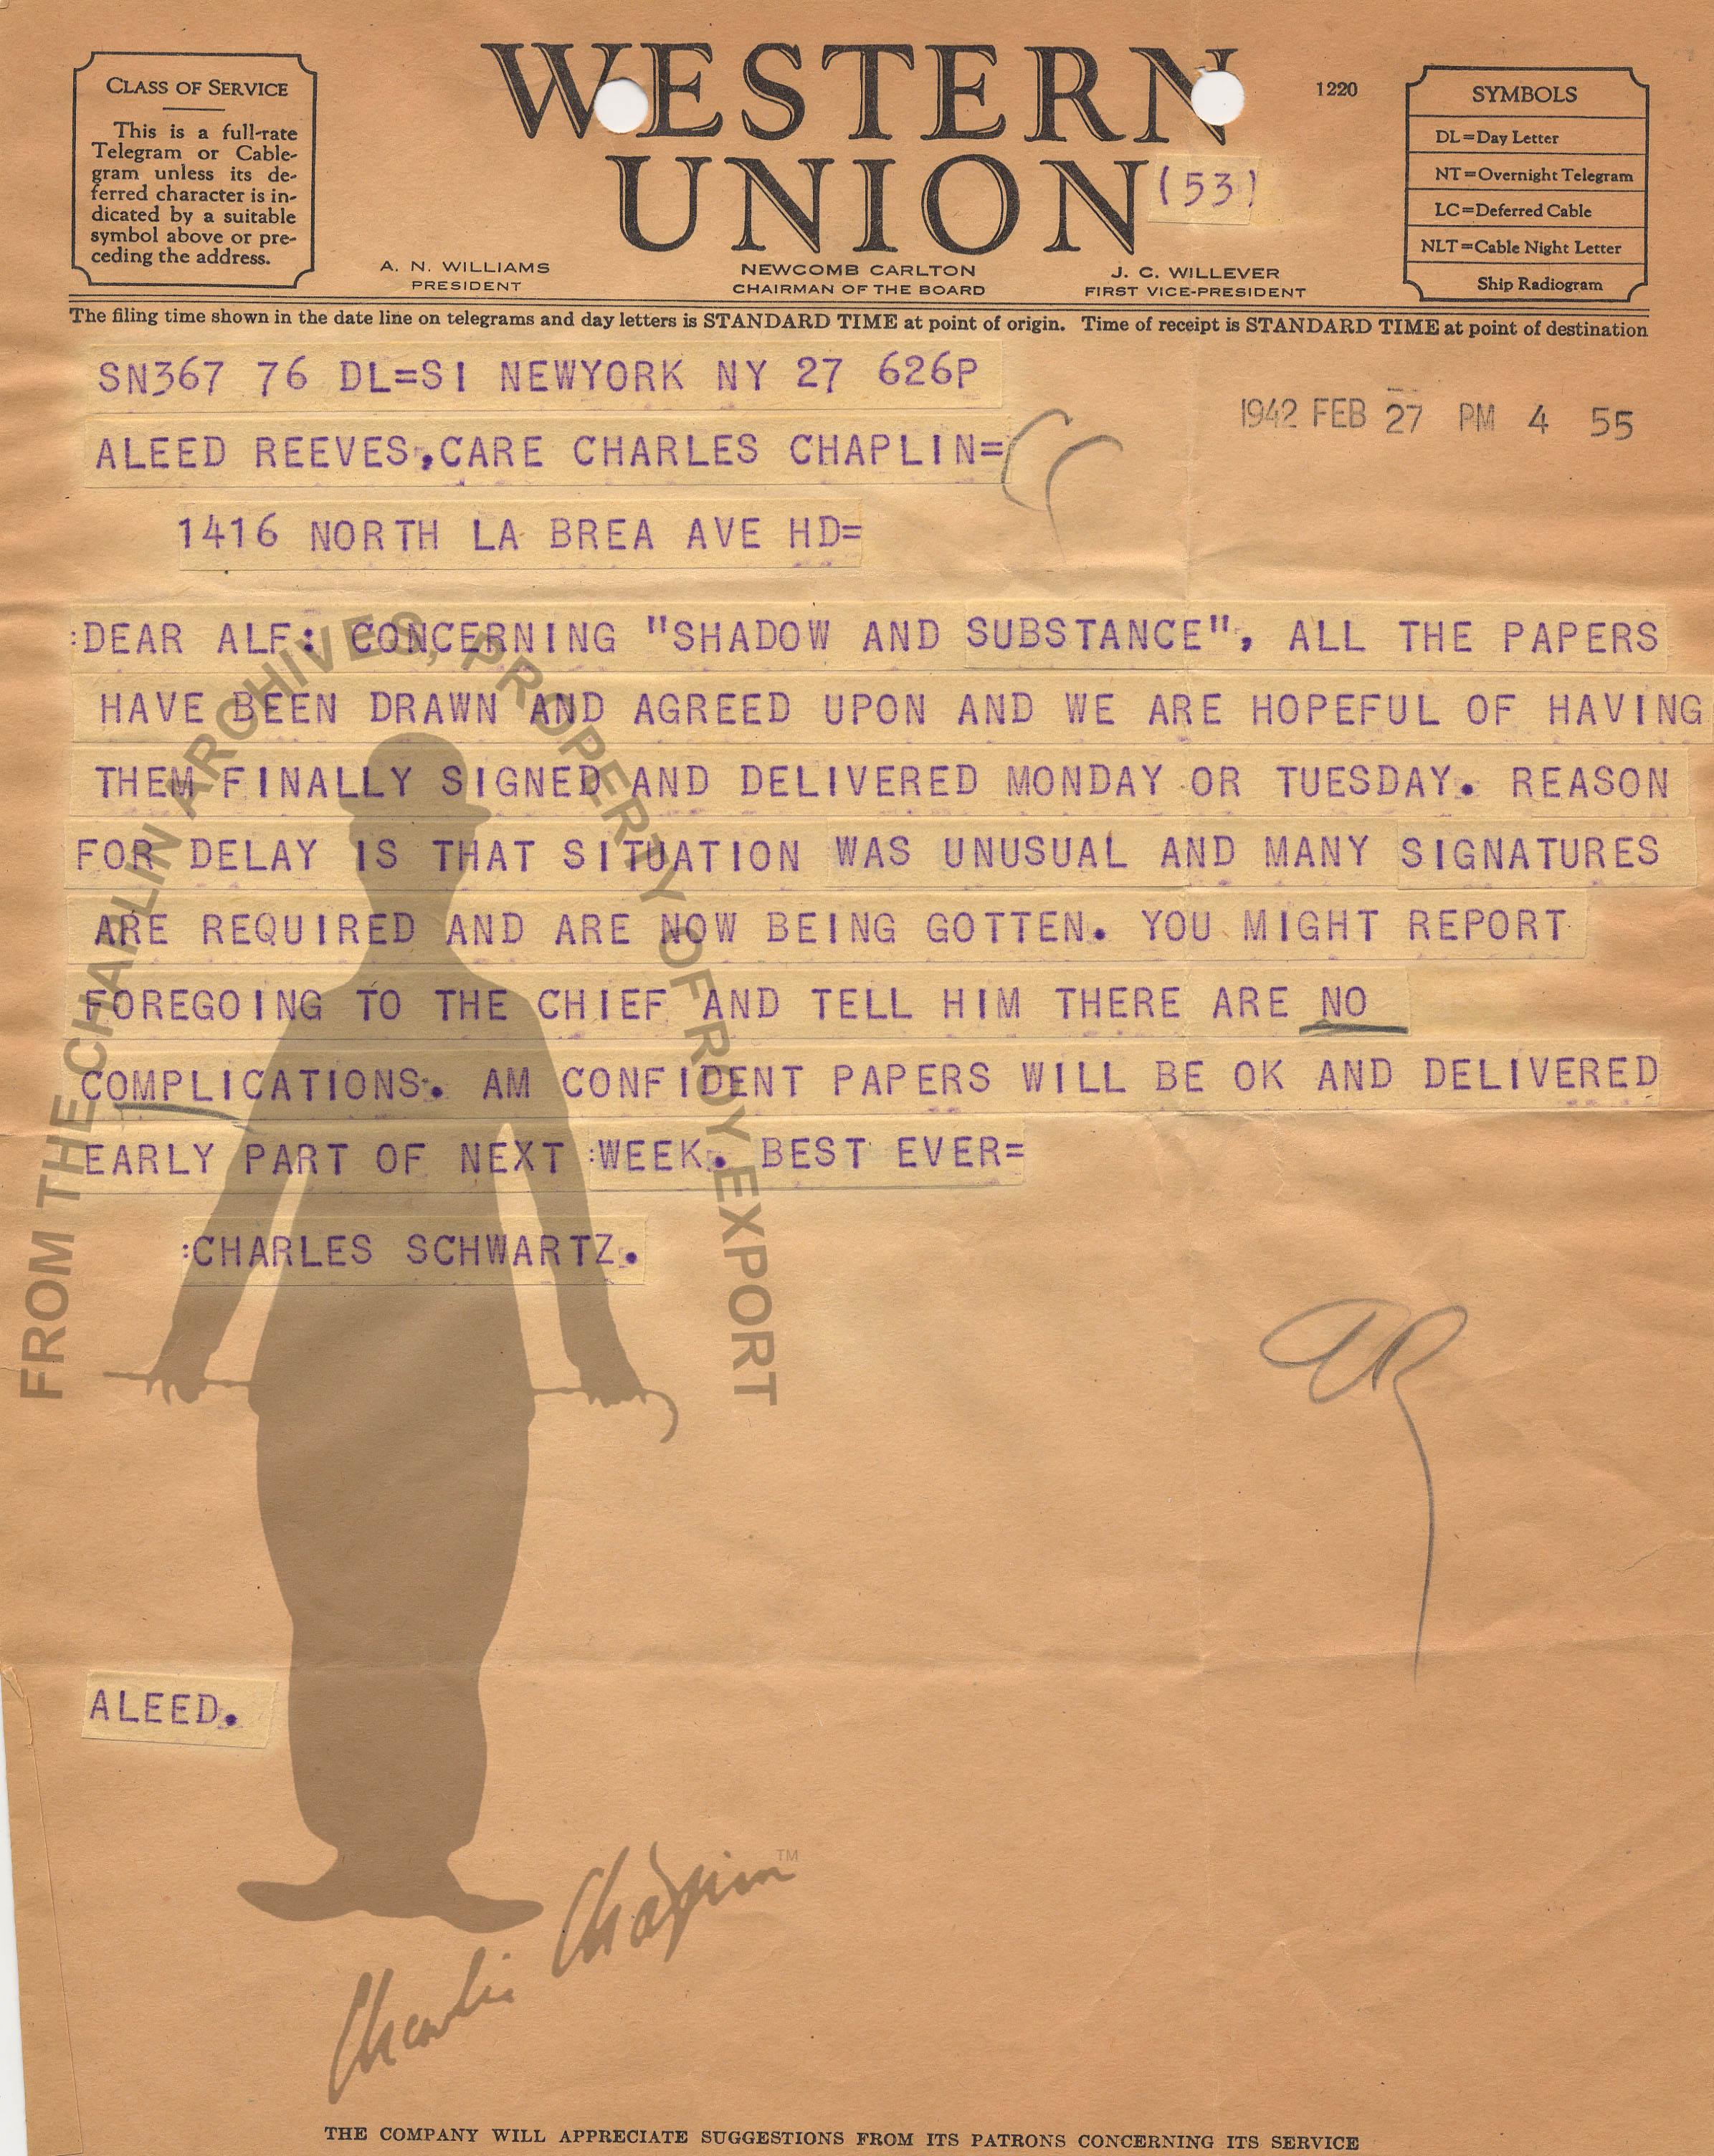 CLASS OF SERVICE
This is a full-rate
Telegram or Cable-
gram unless its de-
ferred character is in-
dicated by a suitable
symbol above or pre-
ceding the address.
WESTERN
UNION
(53)
1220
A. N. WILLIAMS
PRESIDENT
NEWCOMB CARLTON
CHAIRMAN OF THE BOARD
J. C. WILLEVER
FIRST VICE-PRESIDENT
SYMBOLS
DL=Day Letter
NT=Overnight Telegram
LC=Deferred Cable
NLT=Cable Night Letter
Ship Radiogram
The filing time shown in the date line on telegrams and day letters is STANDARD TIME at point of origin. Time of receipt is STANDARD TIME at point of destination
SN367 76 DL=SI NEWYORK NY 27 626P
1942 FEB 27 PM 4 55
ALEED REEVES,CARE CHARLES CHAPLIN=
CC
1416 NORTH LA BREA AVE HD=
:DEAR ALF: CONCERNING "SHADOW AND SUBSTANCE", ALL THE PAPERS
HAVE BEEN DRAWN AND AGREED UPON AND WE ARE HOPEFUL OF HAVING
THEM FINALLY SIGNED AND DELIVERED MONDAY OR TUESDAY. REASON
FOR DELAY IS THAT SITUATION WAS UNUSUAL AND MANY SIGNATURES
ARE REQUIRED AND ARE NOW BEING GOTTEN. YOU MIGHT REPORT
FOREGOING TO THE CHIEF AND TELL HIM THERE ARE NO
COMPLICATIONS. AM CONFIDENT PAPERS WILL BE OK AND DELIVERED
EARLY PART OF NEXT :WEEK. BEST EVER=
:CHARLES SCHWARTZ.
AR
ALEED.
FROM THE CHAPLIN ARCHIVES, PROPERTY OF ROY EXPORT
Charlie Chaplin™
THE COMPANY WILL APPRECIATE SUGGESTIONS FROM ITS PATRONS CONCERNING ITS SERVICE